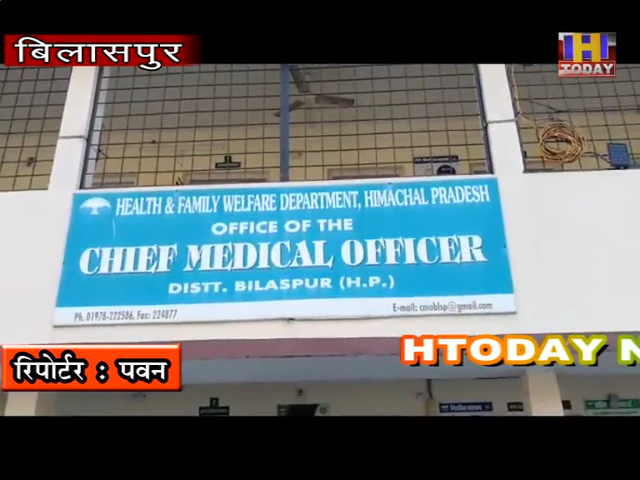 बिलासपुर
HI
TODAY
HEALTH & FAMILY WELFARE DEPARTMENT, HIMACHAL PRADESH
OFFICE OF THE
CHIEF MEDICAL OFFICER
DISTT. BILASPUR (H.P.)
Ph. 01978-222586, Fax: 224877
E-mail: cmoblsp@gmail.com
रिपोर्टर : पवन
HTODAY N